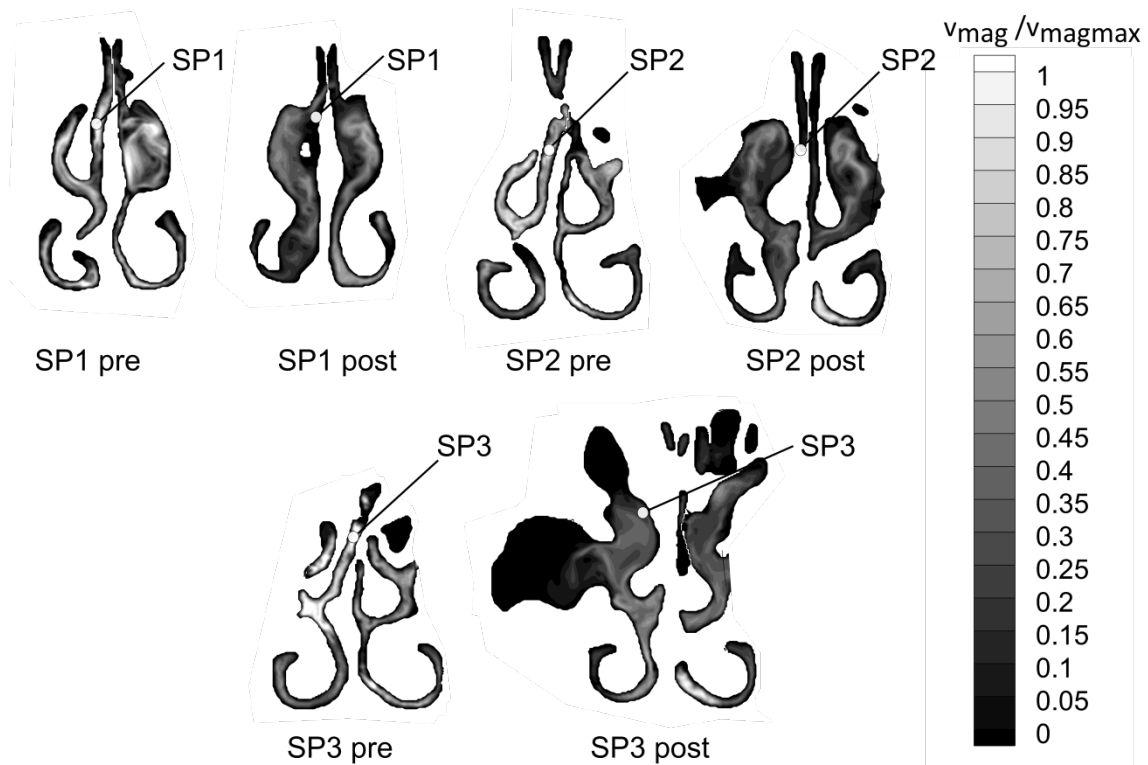 SP1
SP1
SP2
SP2
SP1 pre
SP1 post
SP2 pre
SP2 post
SP3
SP3
SP3 pre
SP3 post
vmag /vmagmax
1
0.95
0.9
0.85
0.8
0.75
0.7
0.65
0.6
0.55
0.5
0.45
0.4
0.35
0.3
0.25
0.2
0.15
0.1
0.05
0